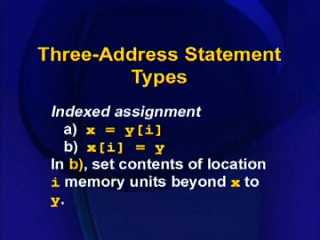 Three-Address Statement
Types
Indexed assignment
a) x = y[i]
b) x[i] = y
In b), set contents of location
i memory units beyond x to
y.